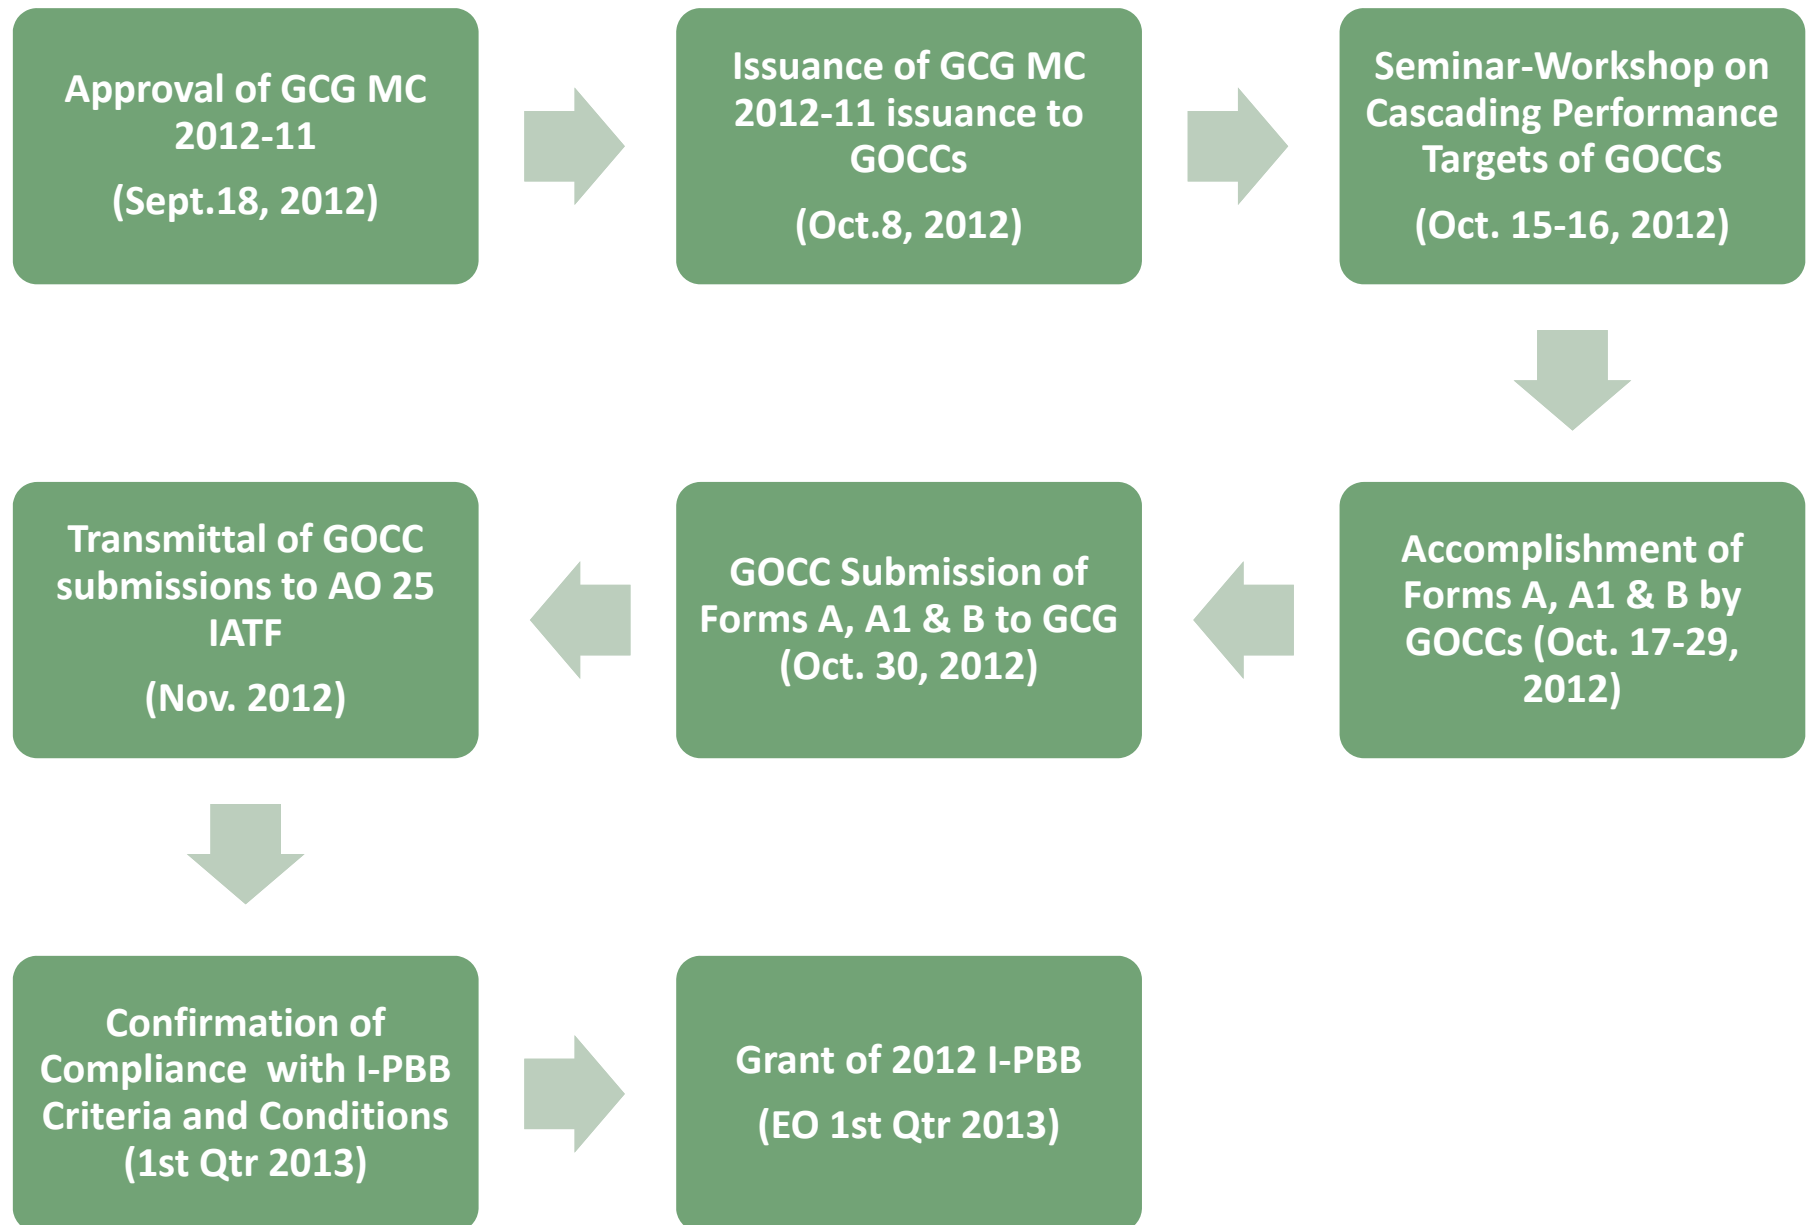 Approval of GCG MC
2012-11
(Sept.18, 2012)
Issuance of GCG MC
2012-11 issuance to
GOCCs
(Oct.8, 2012)
Seminar-Workshop on
Cascading Performance
Targets of GOCCs
(Oct. 15-16, 2012)
Accomplishment of
Forms A, A1 & B by
GOCCs (Oct. 17-29,
2012)
GOCC Submission of
Forms A, A1 & B to GCG
(Oct. 30, 2012)
Transmittal of GOCC
submissions to AO 25
IATF
(Nov. 2012)
Confirmation of
Compliance  with I-PBB
Criteria and Conditions
(1st Qtr 2013)
Grant of 2012 I-PBB
(EO 1st Qtr 2013)